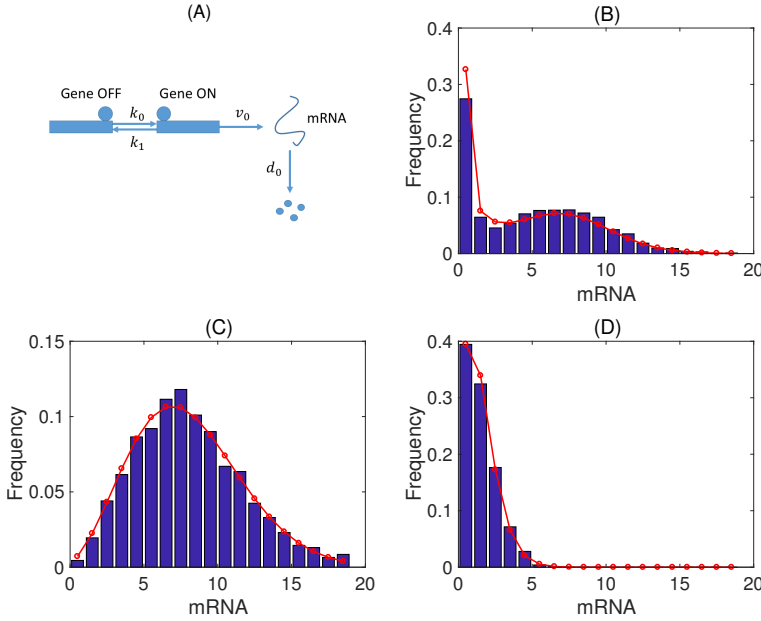 (A)
Gene OFF
Gene ON
k₀
k₁
v₀
mRNA
d₀
(B)
Frequency
0.4
0.3
0.2
0.1
0
0
5
10
15
20
mRNA
(C)
Frequency
0.15
0.1
0.05
0
0
5
10
15
20
mRNA
(D)
Frequency
0.4
0.3
0.2
0.1
0
0
5
10
15
20
mRNA